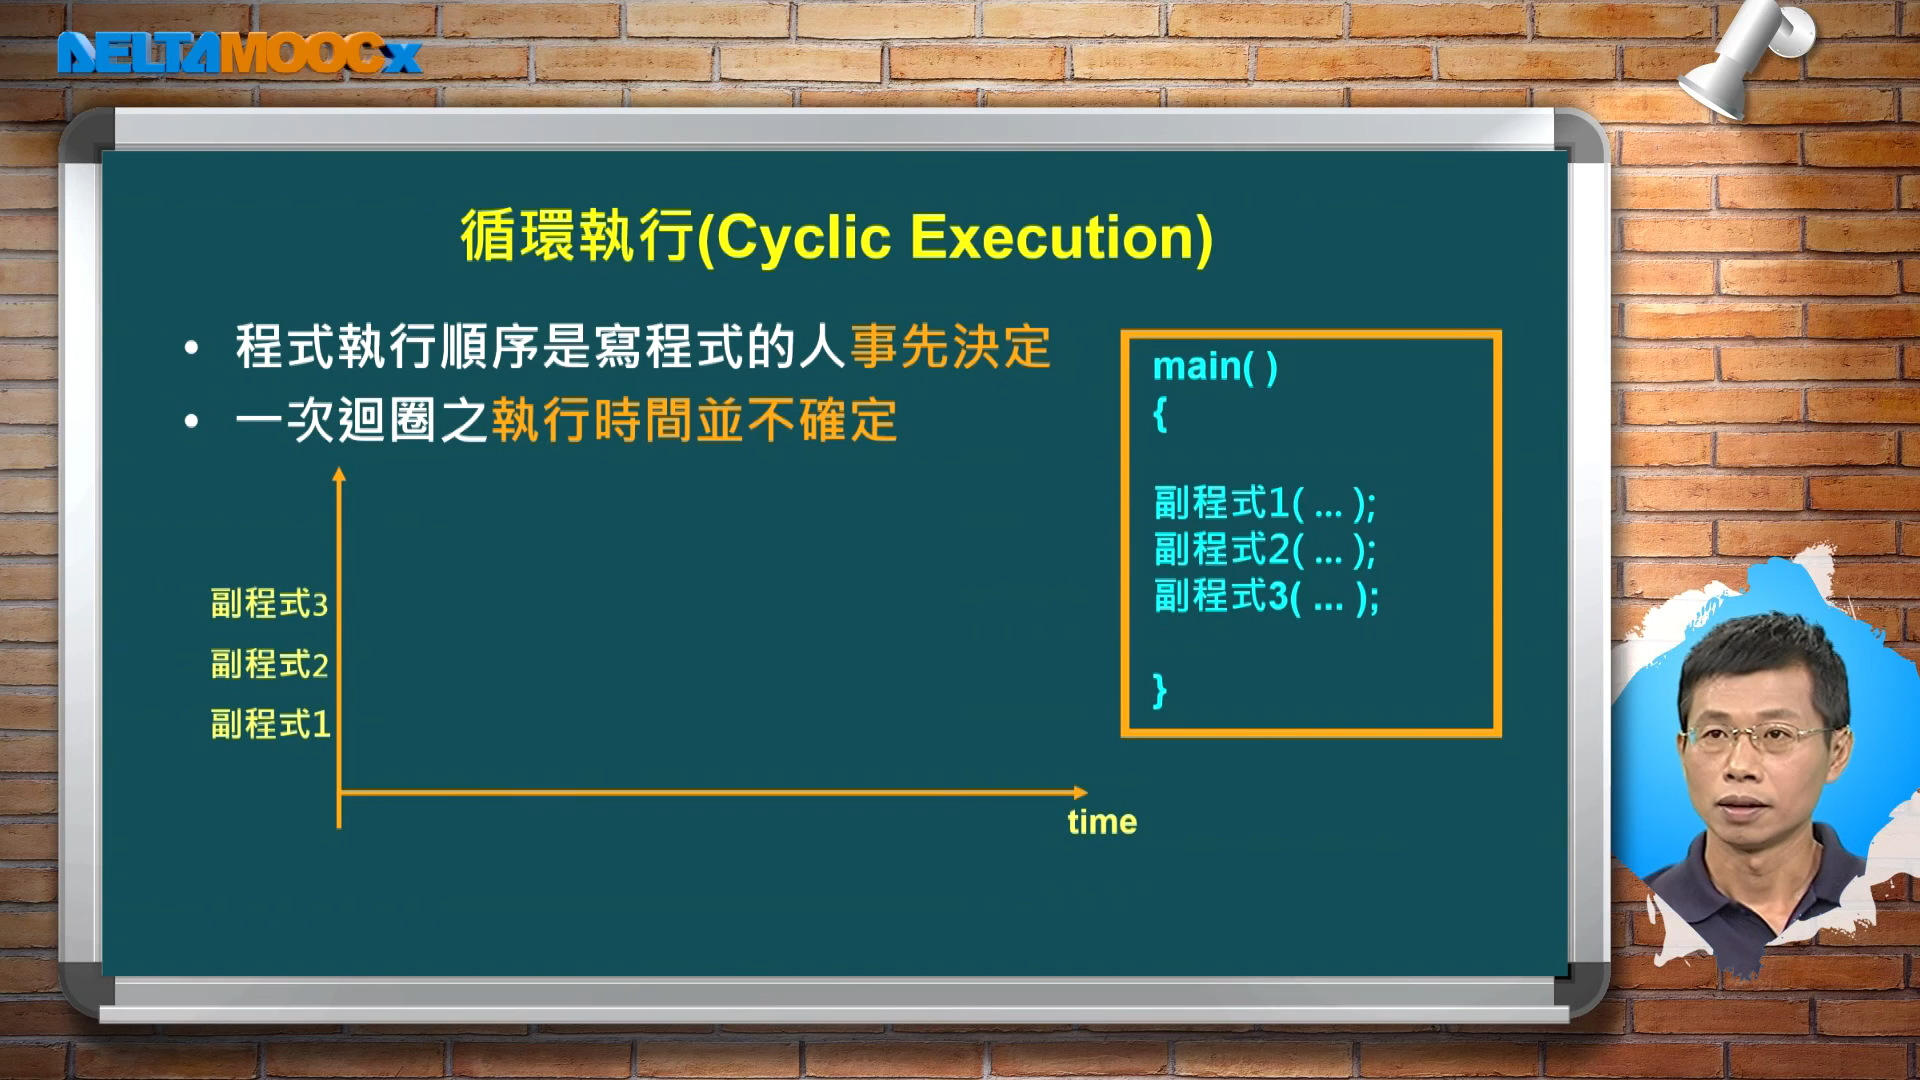 DELTAMOOCx
循環執行(Cyclic Execution)
• 程式執行順序是寫程式的人事先決定
• 一次迴圈之執行時間並不確定
main( )
{
副程式1( ... );
副程式2( ... );
副程式3( ... );
}
副程式3
副程式2
副程式1
time